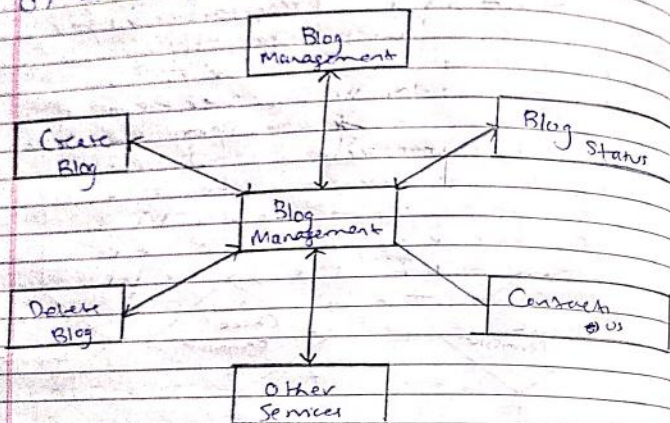 Blog
Management
Create
Blog
Blog
Status
Blog
Management
Delete
Blog
Contact
us
Other
Services